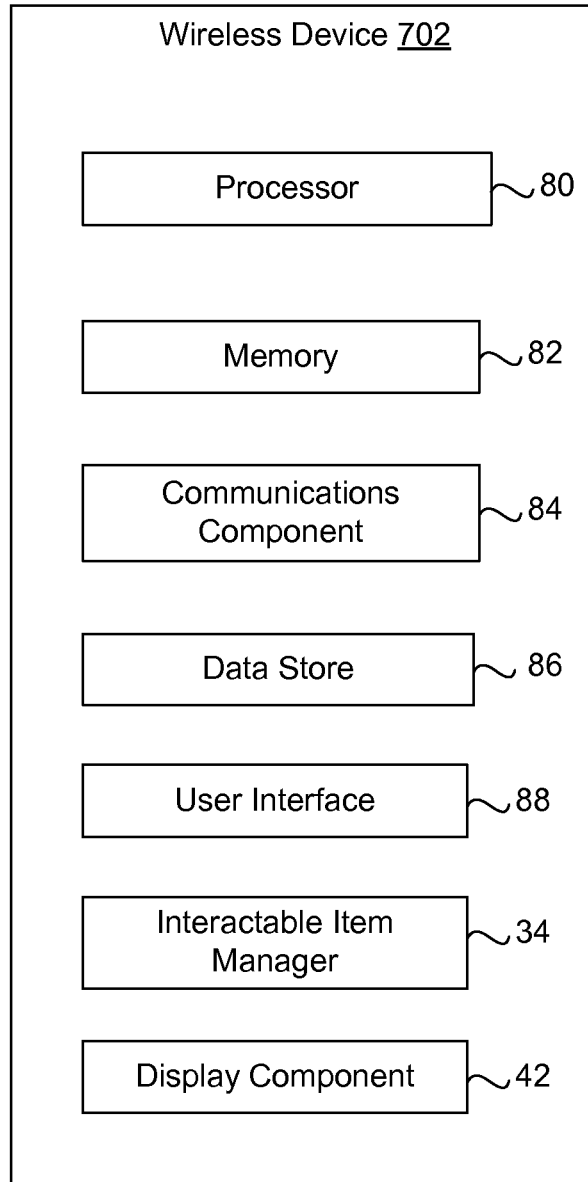 Wireless Device 702
Processor
80
Memory
82
Communications
Component
84
Data Store
86
User Interface
88
Interactable Item
Manager
34
Display Component
42